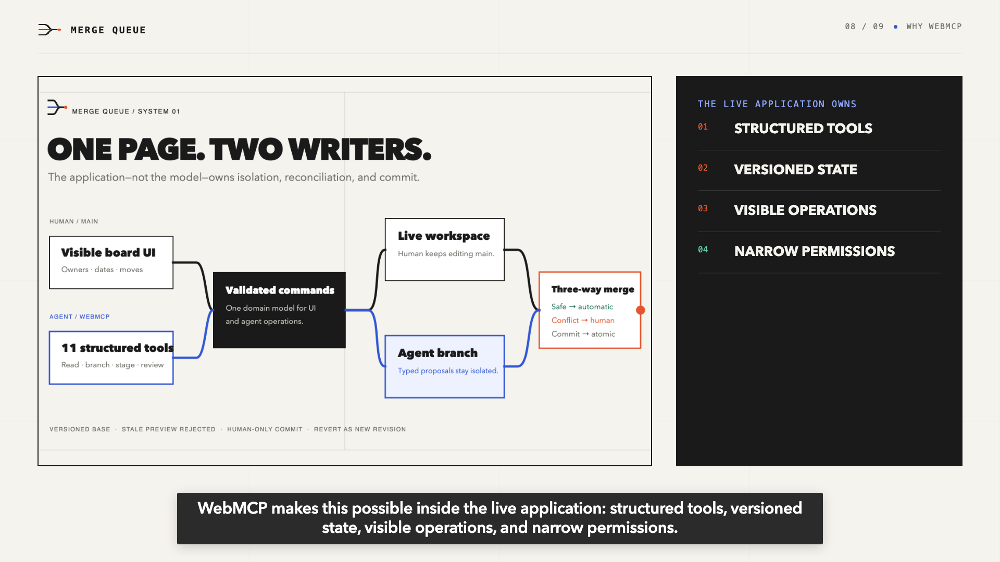 MERGE QUEUE
08 / 09 • WHY WEBMCP
MERGE QUEUE / SYSTEM 01
ONE PAGE. TWO WRITERS.
The application—not the model—owns isolation, reconciliation, and commit.
HUMAN / MAIN
Visible board UI
Owners · dates · moves
AGENT / WEBMCP
11 structured tools
Read · branch · stage · review
Validated commands
One domain model for UI
and agent operations.
Live workspace
Human keeps editing main.
Agent branch
Typed proposals stay isolated.
Three-way merge
Safe → automatic
Conflict → human
Commit → atomic
VERSIONED BASE · STALE PREVIEW REJECTED · HUMAN-ONLY COMMIT · REVERT AS NEW REVISION
THE LIVE APPLICATION OWNS
01 STRUCTURED TOOLS
02 VERSIONED STATE
03 VISIBLE OPERATIONS
04 NARROW PERMISSIONS
WebMCP makes this possible inside the live application: structured tools, versioned
state, visible operations, and narrow permissions.